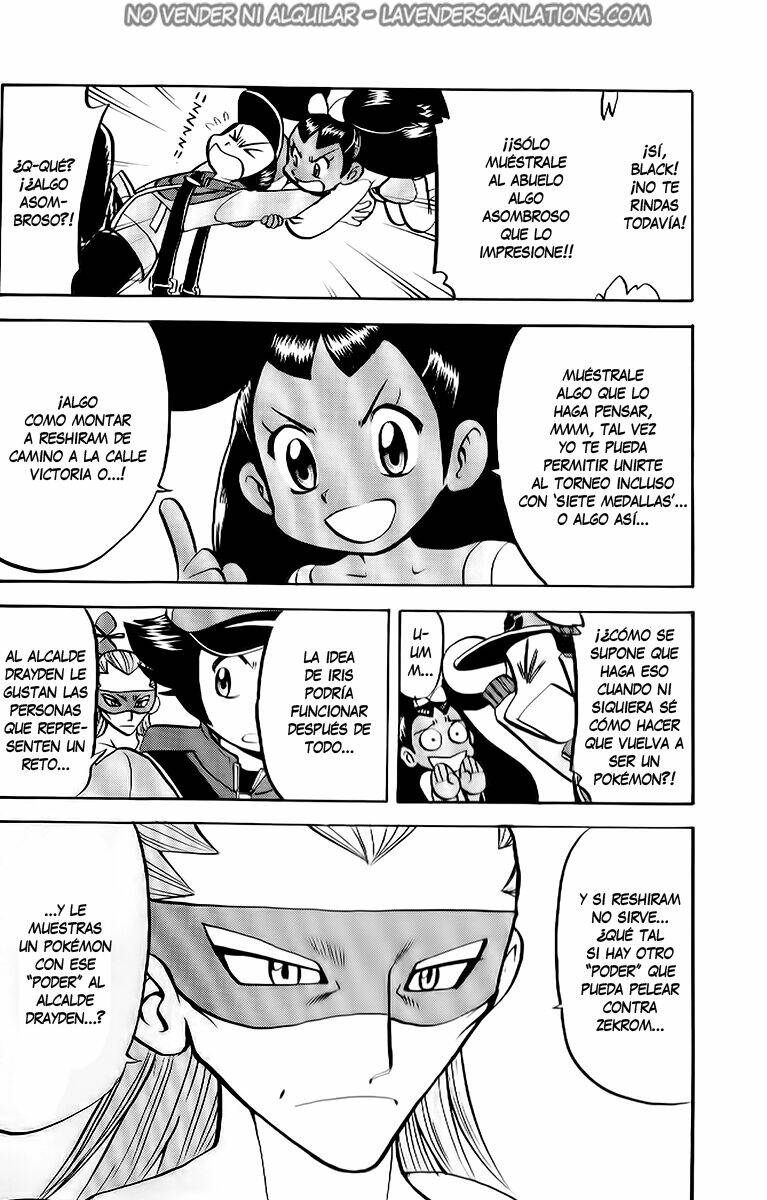 NO VENDER NI ALQUILAR - LAVENDERSCANLATIONS.COM
¡SÍ,
BLACK!
¡NO TE
RINDAS
TODAVÍA!
¡¡SÓLO
MUÉSTRALE
AL ABUELO
ALGO
ASOMBROSO
QUE LO
IMPRESIONE!!
NNNN
¿Q-QUÉ?
¡¿ALGO
ASOM-
BROSO?!
MUÉSTRALE
ALGO QUE LO
HAGA PENSAR,
MMM, TAL VEZ
YO TE PUEDA
PERMITIR UNIRTE
AL TORNEO INCLUSO
CON ‘SIETE MEDALLAS’...
O ALGO ASÍ...
¡ALGO
COMO MONTAR
A RESHIRAM DE
CAMINO A LA CALLE
VICTORIA O...!
¡¿CÓMO SE
SUPONE QUE
HAGA ESO
CUANDO NI
SIQUIERA SÉ
CÓMO HACER
QUE VUELVA A
SER UN
POKÉMON?!
U-
UM
M...
LA IDEA
DE IRIS
PODRÍA
FUNCIONAR
DESPUÉS DE
TODO...
AL ALCALDE
DRAYDEN LE
GUSTAN LAS
PERSONAS
QUE REPRE-
SENTEN UN
RETO...
Y SI RESHIRAM
NO SIRVE...
¿QUÉ TAL
SI HAY OTRO
“PODER” QUE
PUEDA PELEAR
CONTRA
ZEKROM...
...Y LE
MUESTRAS
UN POKÉMON
CON ESE
“PODER” AL
ALCALDE
DRAYDEN...?